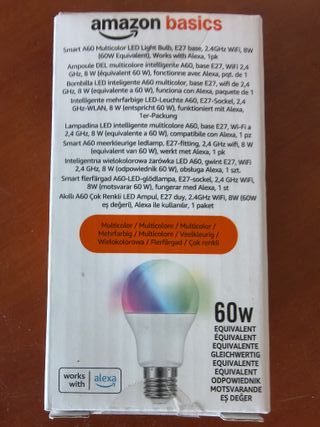 amazon basics
Smart A60 Multicolor LED Light Bulb, E27 base, 2.4GHz WiFi, 8W
(60W Equivalent), Works with Alexa, 1pk
Ampoule DEL multicolore intelligente A60, base E27, WiFi 2,4
GHz, 8 W (équivalent 60 W), fonctionne avec Alexa, pqt. de 1
Bombilla LED inteligente multicolor A60, base E27, wifi de 2,4
GHz, 8 W (equivalente a 60 W), funciona con Alexa, paquete de 1
Intelligente mehrfarbige LED-Leuchte A60, E27-Sockel, 2,4
GHz-WLAN, 8 W (entspricht 60 W), funktioniert mit Alexa,
1er-Packung
Lampadina LED intelligente multicolore A60, base E27, Wi-Fi a
2,4 GHz, 8 W (equivalente a 60 W), compatibile con Alexa, 1 pz
Smart A60 meerkleurige ledlamp, E27-fitting, 2,4 GHz wifi, 8 W
(equivalent van 60 W), werkt met Alexa, 1 pk
Inteligentna wielokolorowa żarówka LED A60, gwint E27, WiFi
2,4 GHz, 8 W (odpowiednik 60 W), obsługa Alexa, 1 szt.
Smart flerfärgad A60-LED-glödlampa, E27-sockel, 2,4 GHz WiFi,
8W (motsvarar 60 W), fungerar med Alexa, 1 st
Akıllı A60 Çok Renkli LED Ampul, E27 duy, 2.4GHz WiFi, 8W (60W
eş değeri), Alexa ile kullanılır, 1 paket
Multicolor / Multicolore / Multicolor /
Mehrfarbig / Multicolore / Veelkleurig /
Wielokolorowa / Flerfärgad / Çok renkli
60w
EQUIVALENT
ÉQUIVALENT
EQUIVALENTE
GLEICHWERTIG
EQUIVALENTE
EQUIVALENT
ODPOWIEDNIK
MOTSVARANDE
EŞ DEĞER
works with
alexa